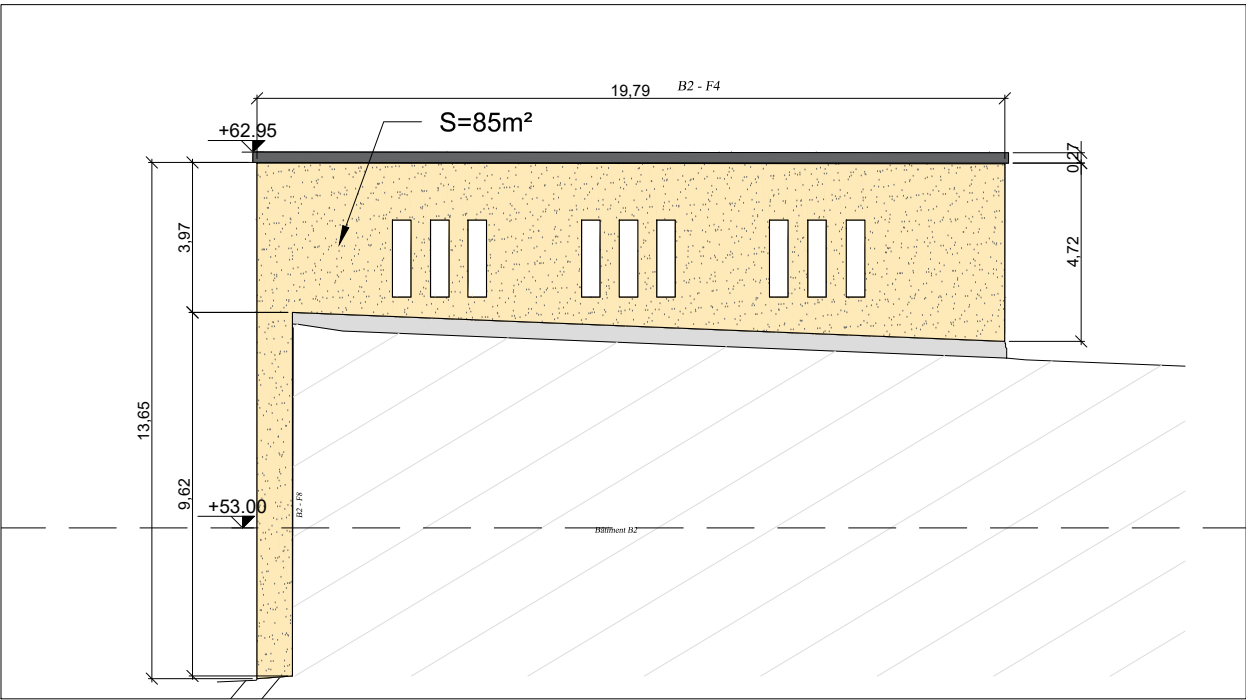 19,79
B2 - F4
S=85m²
+62.95
0,27
3,97
4,72
13,65
9,62
+53.00
B2 - F8
Bâtiment B2